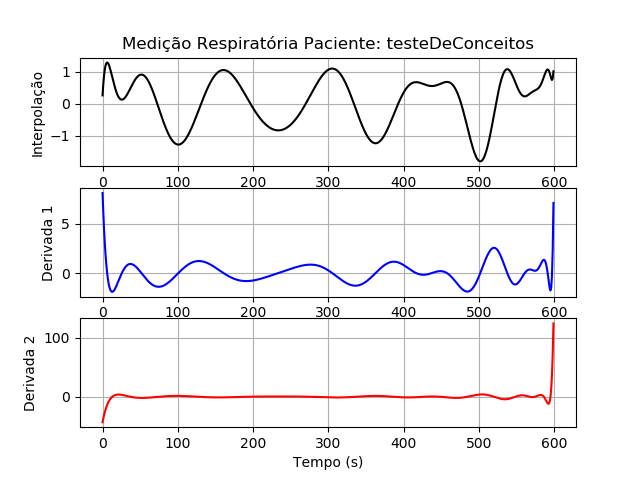 Medição Respiratória Paciente: testeDeConceitos
Interpolação
1
0
−1
0 100 200 300 400 500 600
Derivada 1
5
0
0 100 200 300 400 500 600
Derivada 2
100
0
0 100 200 300 400 500 600
Tempo (s)